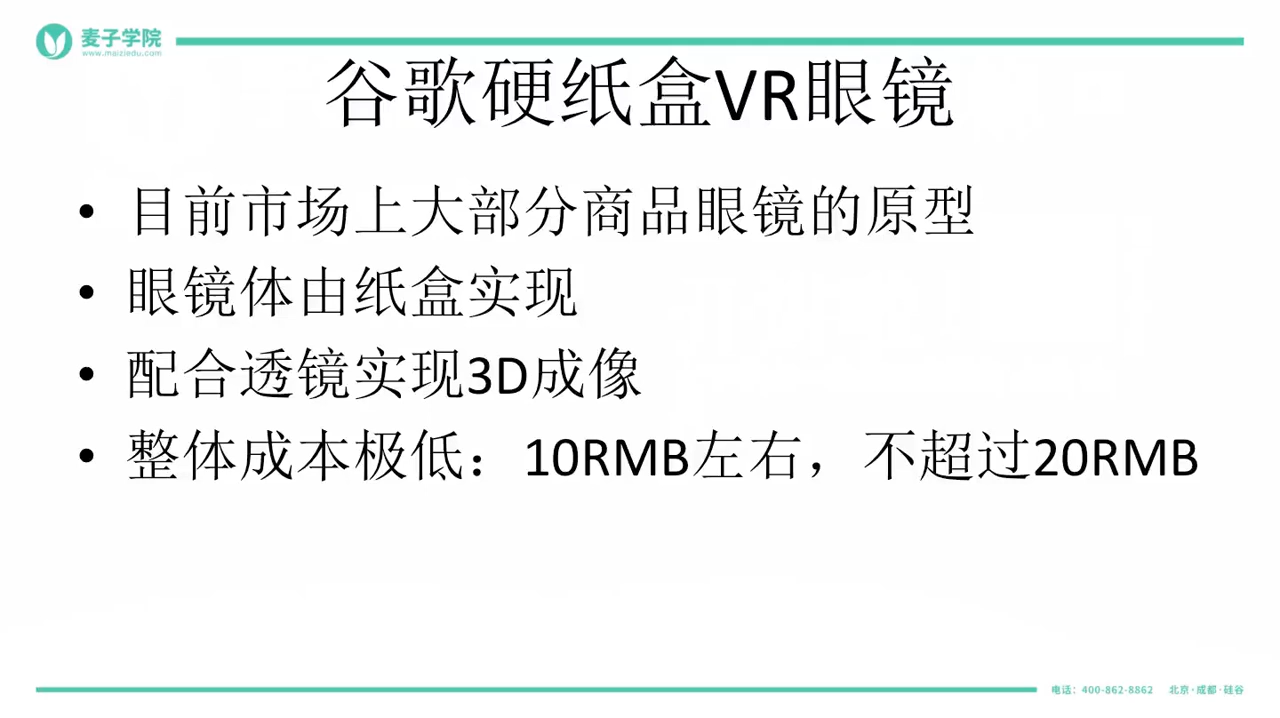 麦子学院
www.maiziedu.com
谷歌硬纸盒VR眼镜
• 目前市场上大部分商品眼镜的原型
• 眼镜体由纸盒实现
• 配合透镜实现3D成像
• 整体成本极低：10RMB左右，不超过20RMB
电话：400-862-8862 北京·成都·硅谷